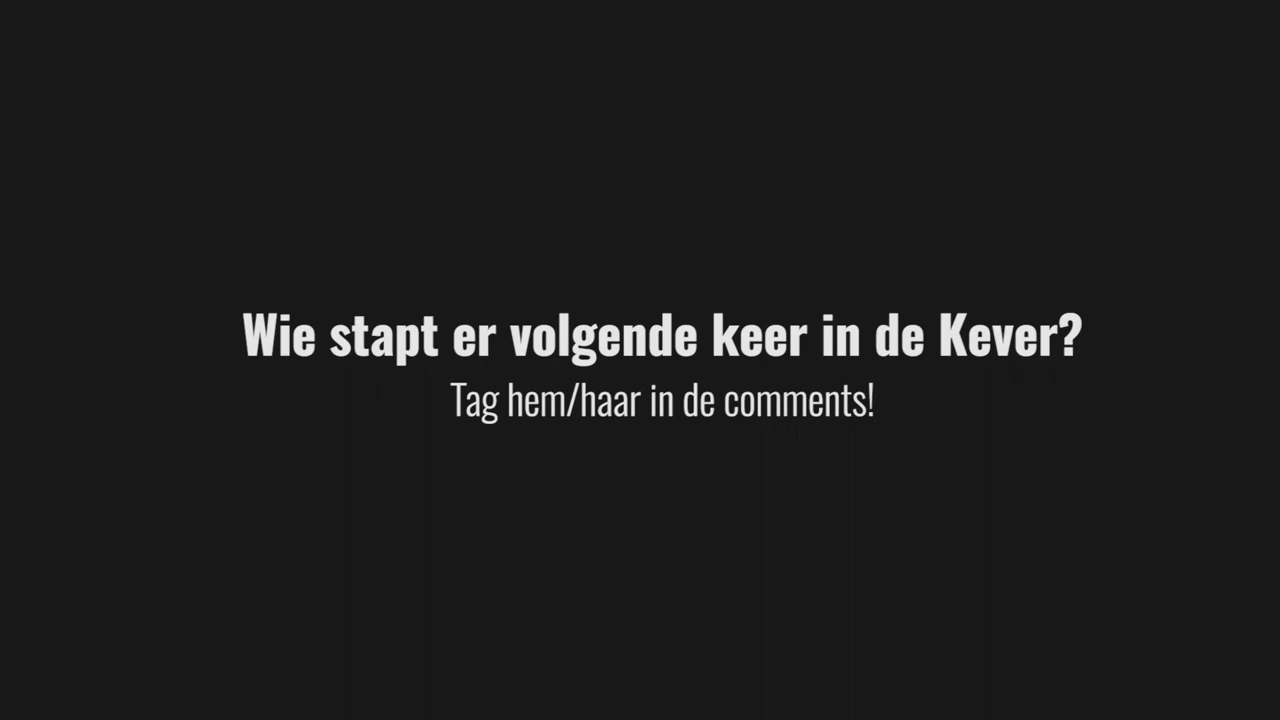 Wie stapt er volgende keer in de Kever?
Tag hem/haar in de comments!